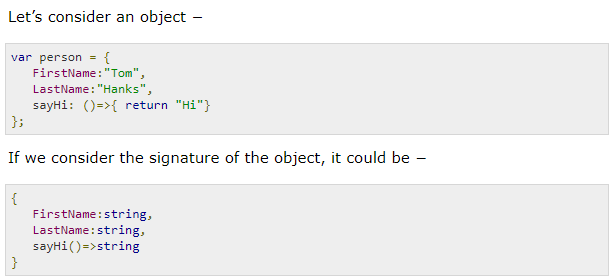 Let’s consider an object −
var person = {
   FirstName:"Tom",
   LastName:"Hanks",
   sayHi: ()=>{ return "Hi"}
};
If we consider the signature of the object, it could be −
{
   FirstName:string,
   LastName:string,
   sayHi()=>string
}